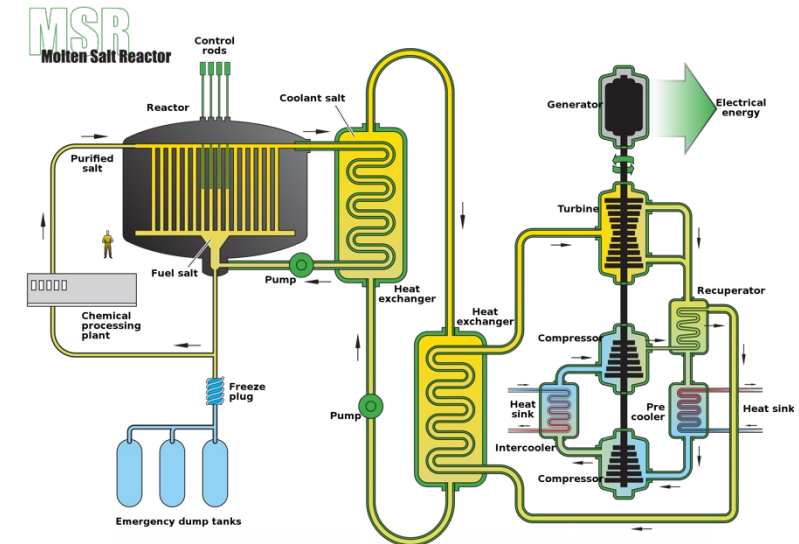 MSR
Molten Salt Reactor
Control
rods
Coolant salt
Reactor
Purified
salt
Fuel salt
Pump
Heat
exchanger
Chemical
processing
plant
Freeze
plug
Emergency dump tanks
Pump
Heat
exchanger
Generator
Electrical
energy
Turbine
Recuperator
Compressor
Heat
sink
Intercooler
Pre
cooler
Heat sink
Compressor